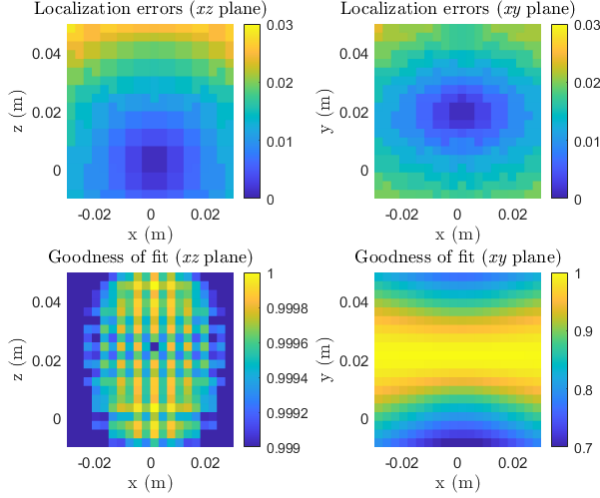 Localization errors (xz plane)
0.04
0.02
0
z (m)
-0.02 0 0.02
x (m)
0.03
0.02
0.01
0
Localization errors (xy plane)
0.04
0.02
0
y (m)
-0.02 0 0.02
x (m)
0.03
0.02
0.01
0
Goodness of fit (xz plane)
0.04
0.02
0
z (m)
-0.02 0 0.02
x (m)
1
0.9998
0.9996
0.9994
0.9992
0.999
Goodness of fit (xy plane)
0.04
0.02
0
y (m)
-0.02 0 0.02
x (m)
1
0.9
0.8
0.7